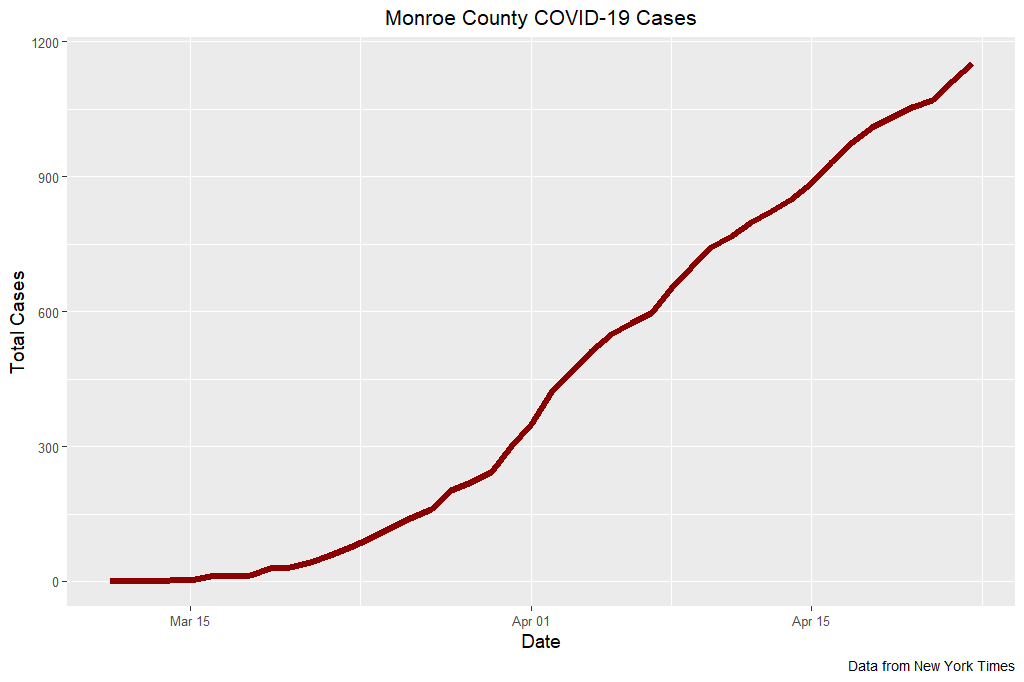 Monroe County COVID-19 Cases
1200
900
600
300
0
Total Cases
Mar 15
Apr 01
Apr 15
Date
Data from New York Times